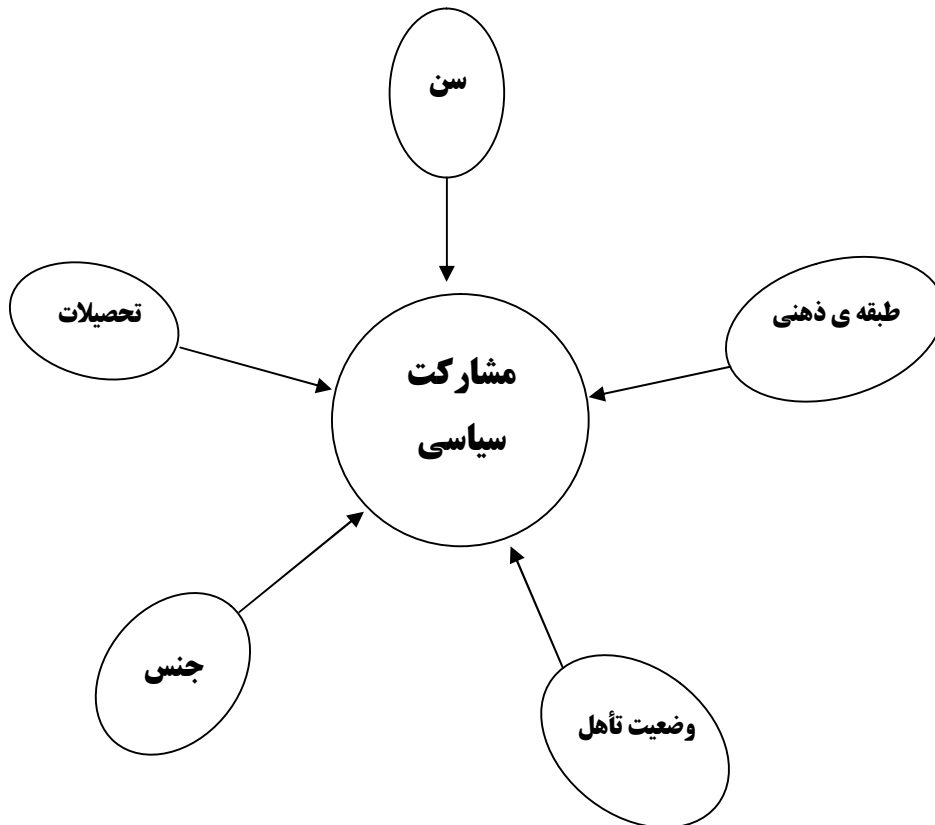 سن
طبقه ی ذهنی
تحصیلات
مشارکت
سیاسی
جنس
وضعیت تأهل